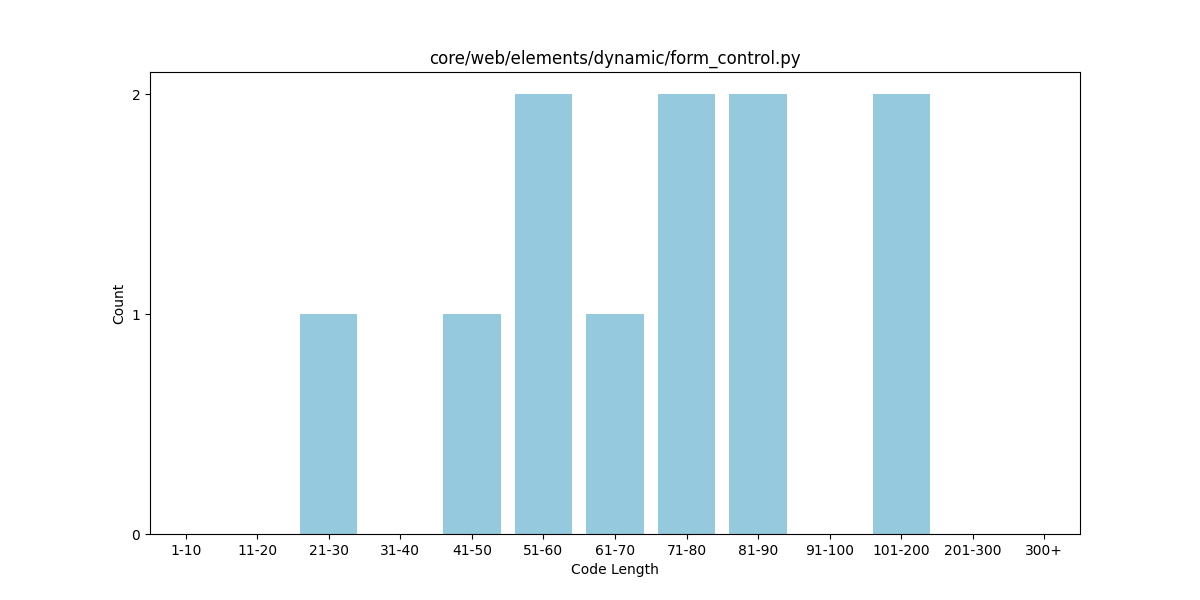 core/web/elements/dynamic/form_control.py
2
1
0
Count
1-10 11-20 21-30 31-40 41-50 51-60 61-70 71-80 81-90 91-100 101-200 201-300 300+
Code Length